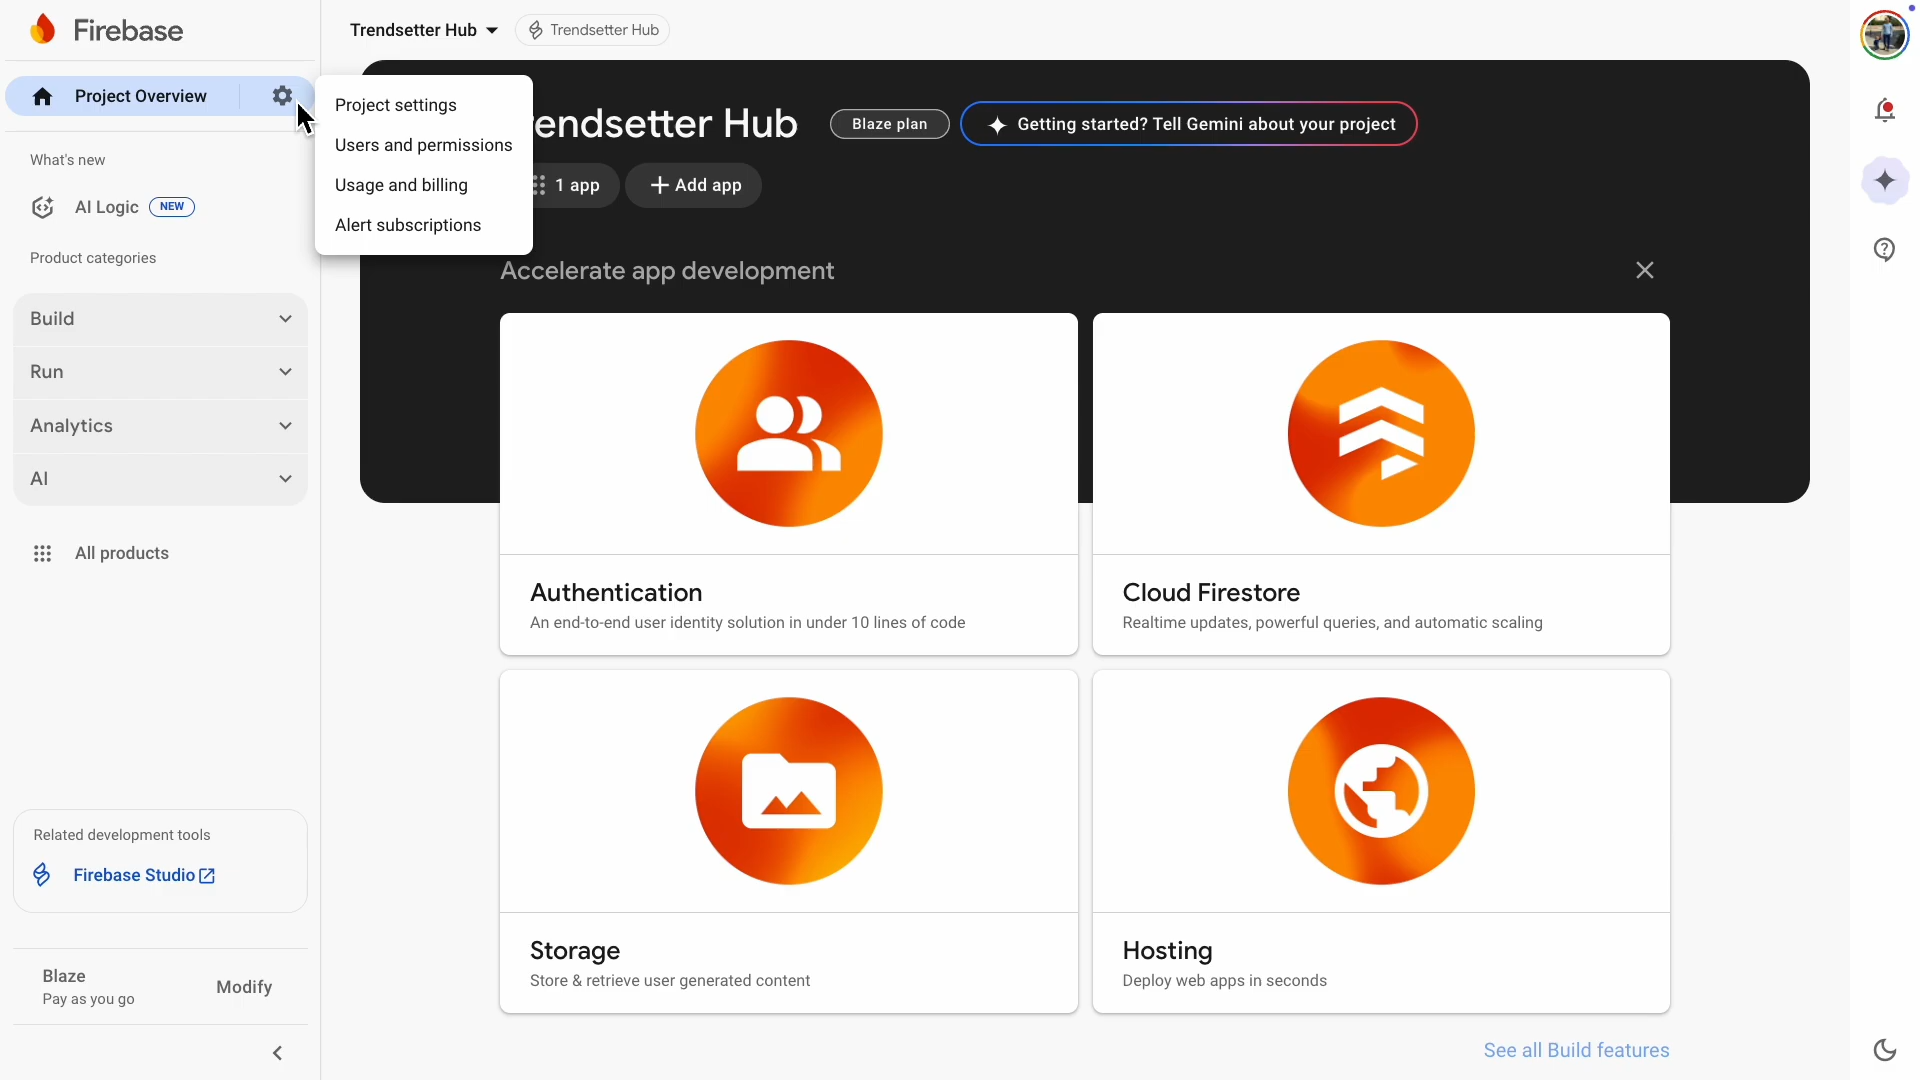 Firebase
Trendsetter Hub
Trendsetter Hub
Project Overview
What's new
AI Logic
NEW
Product categories
Build
Run
Analytics
AI
All products
Related development tools
Firebase Studio
Blaze
Pay as you go
Modify
Project settings
Users and permissions
Usage and billing
Alert subscriptions
endsetter Hub
Blaze plan
Getting started? Tell Gemini about your project
1 app
Add app
Accelerate app development
Authentication
An end-to-end user identity solution in under 10 lines of code
Cloud Firestore
Realtime updates, powerful queries, and automatic scaling
Storage
Store & retrieve user generated content
Hosting
Deploy web apps in seconds
See all Build features